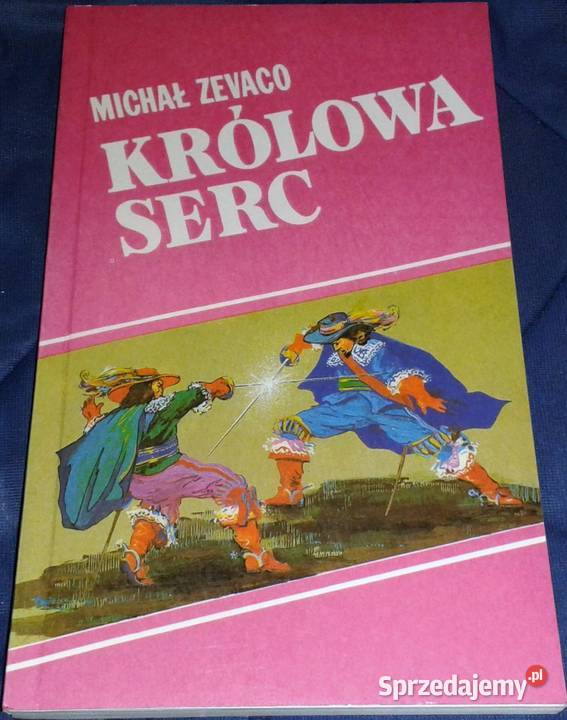 MICHAŁ ZEVACO
KRÓLOWA
SERC
Sprzedajemy.pl